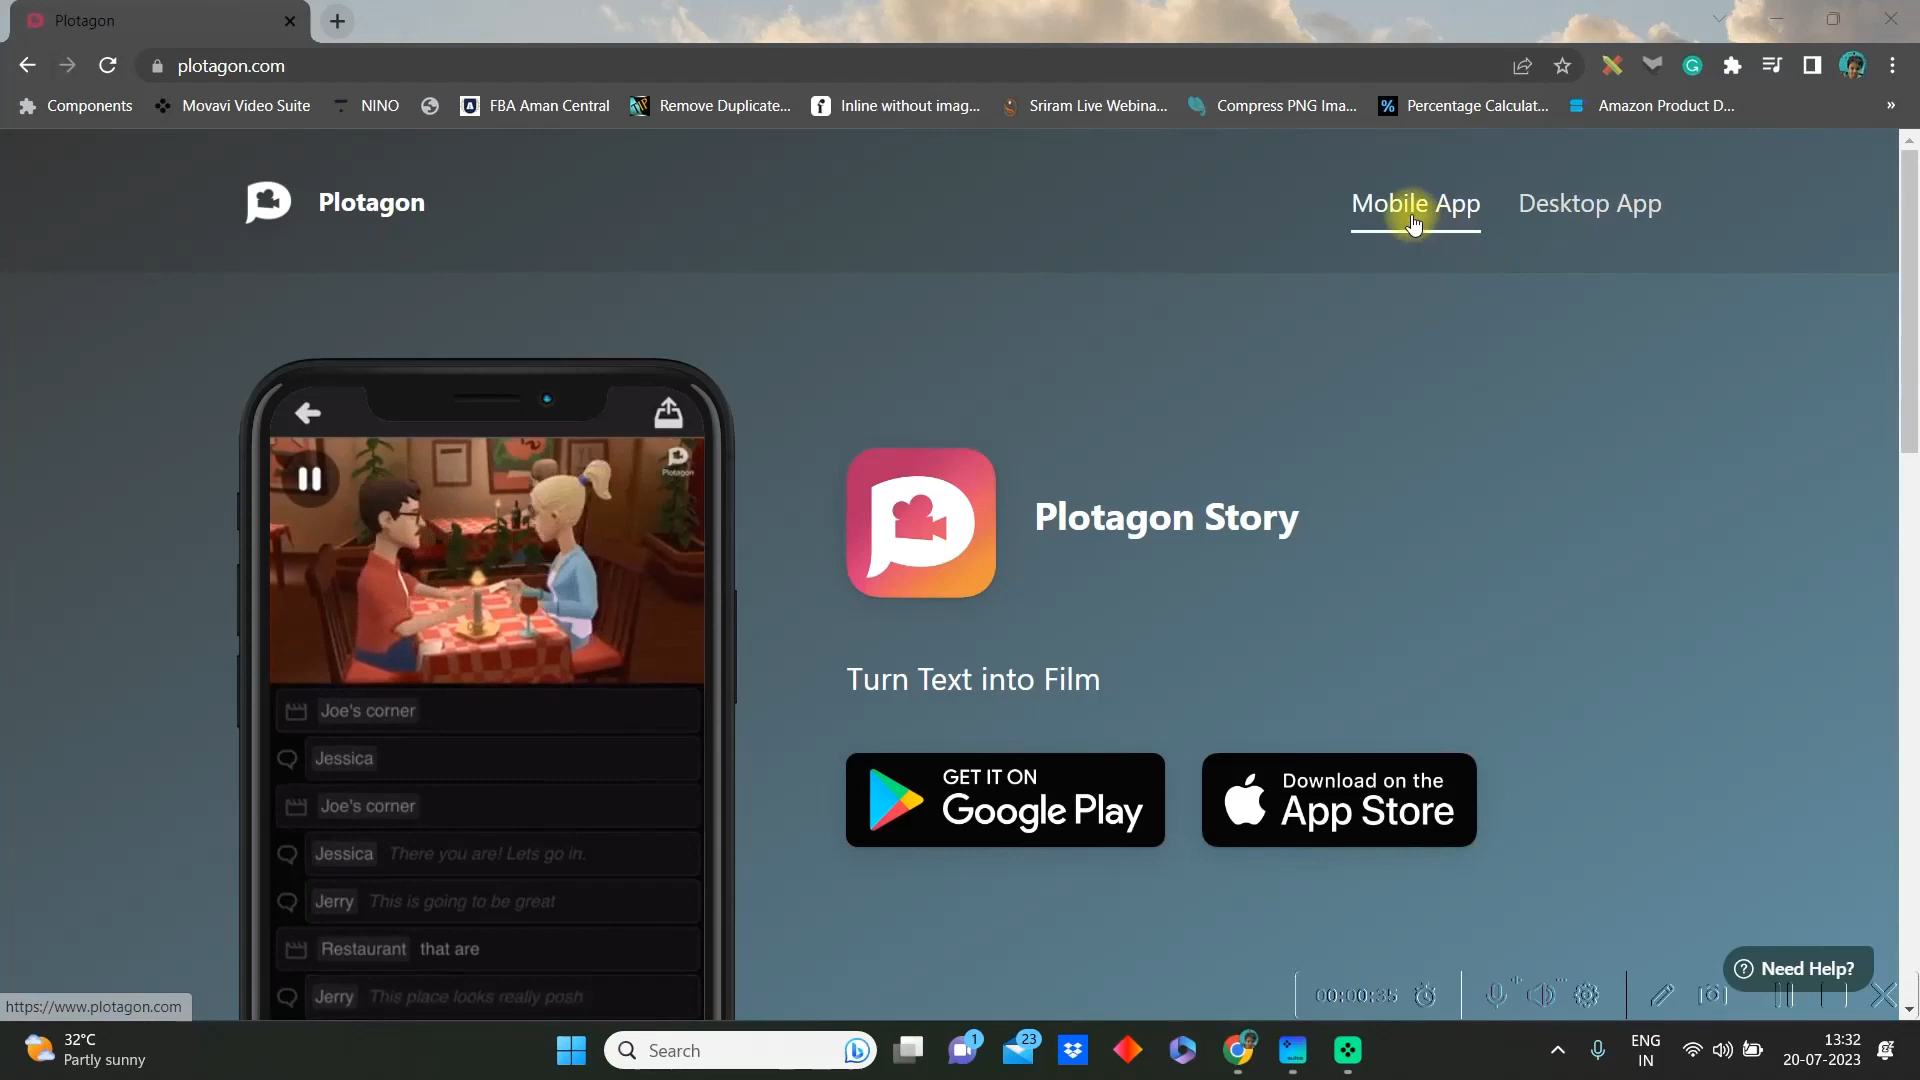 Plotagon
plotagon.com
Components
Movavi Video Suite
NINO
FBA Aman Central
Remove Duplicate...
Inline without imag...
Sriram Live Webina...
Compress PNG Ima...
Percentage Calculat...
Amazon Product D...
»
Plotagon
Mobile App
Desktop App
Plotagon
Joe's corner
Jessica
Joe's corner
Jessica There you are! Lets go in.
Jerry This is going to be great
Restaurant that are
Jerry This place looks really posh
Plotagon Story
Turn Text into Film
GET IT ON
Google Play
Download on the
App Store
Need Help?
00:00:35
https://www.plotagon.com
32°C
Partly sunny
Search
1
23
ENG
IN
13:32
20-07-2023